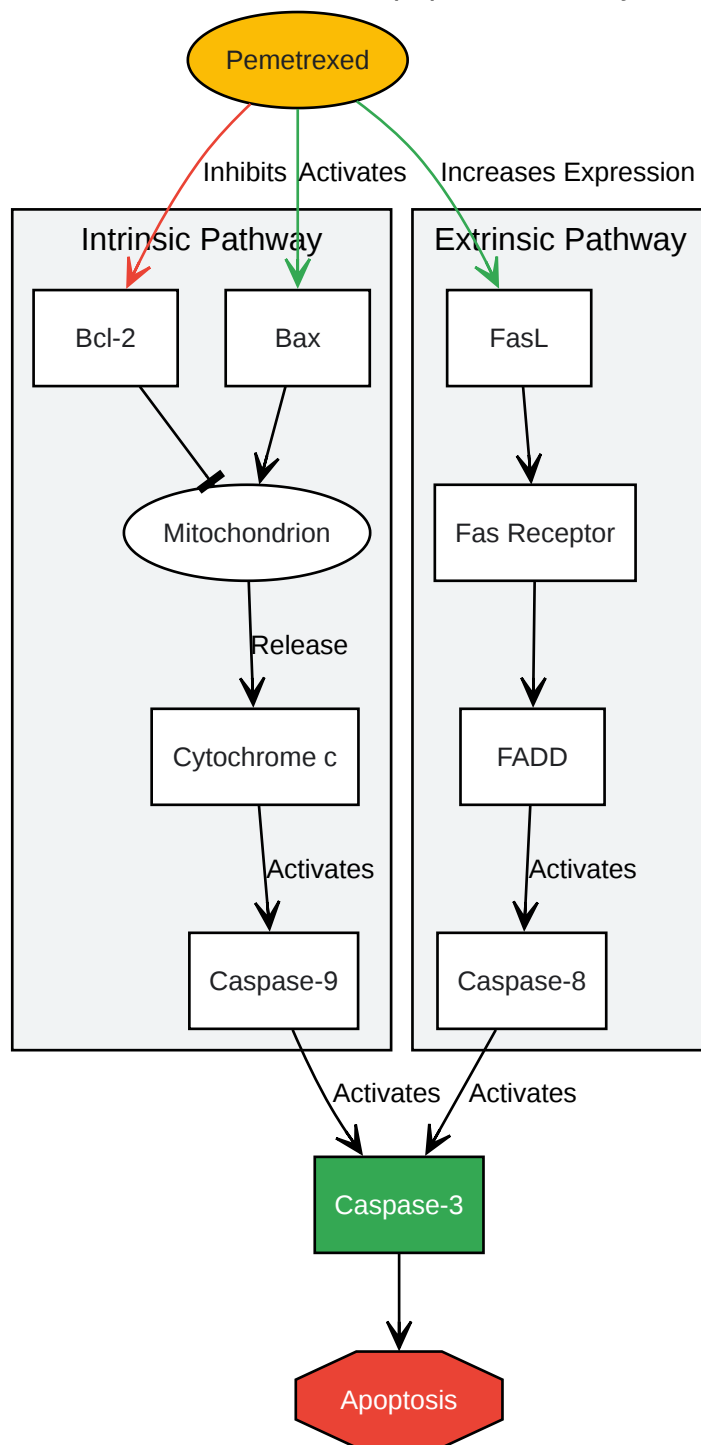 Pemetrexed
Inhibits
Activates
Increases Expression
Intrinsic Pathway
Extrinsic Pathway
Bcl-2
Bax
FasL
Mitochondrion
Fas Receptor
Release
Cytochrome c
FADD
Activates
Activates
Caspase-9
Caspase-8
Activates
Activates
Caspase-3
Apoptosis